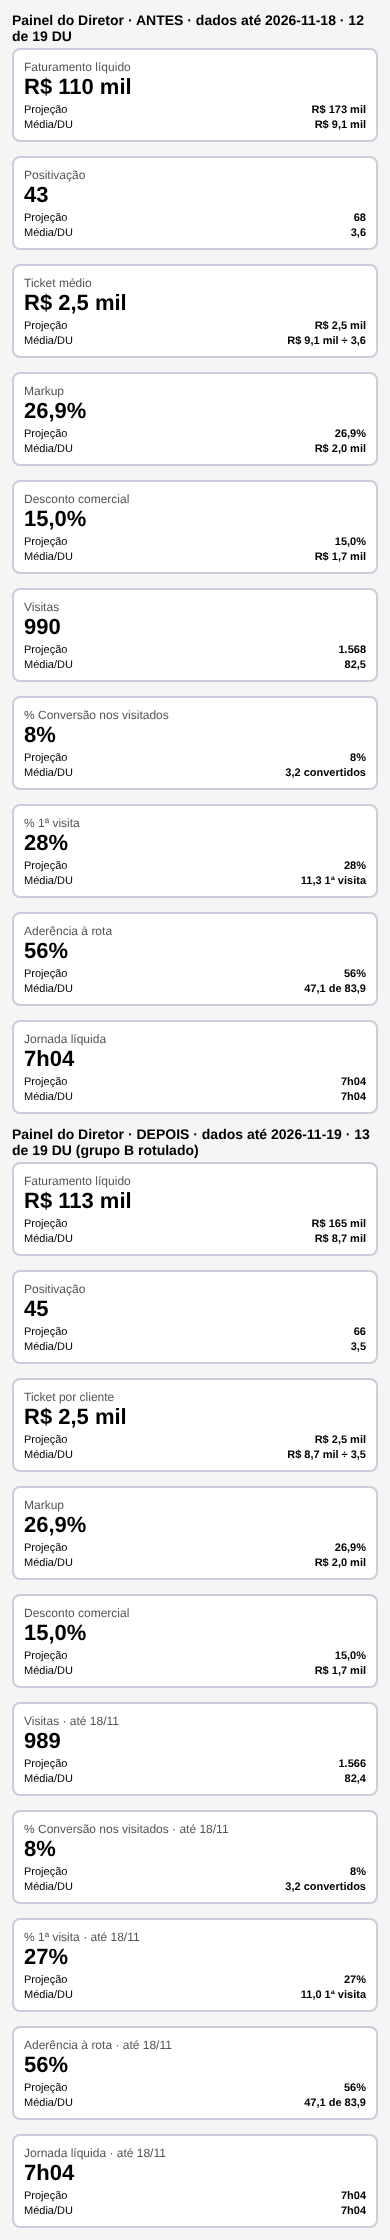 Painel do Diretor · ANTES · dados até 2026-11-18 · 12
de 19 DU
Faturamento líquido
R$ 110 mil
Projeção R$ 173 mil
Média/DU R$ 9,1 mil
Positivação
43
Projeção 68
Média/DU 3,6
Ticket médio
R$ 2,5 mil
Projeção R$ 2,5 mil
Média/DU R$ 9,1 mil ÷ 3,6
Markup
26,9%
Projeção 26,9%
Média/DU R$ 2,0 mil
Desconto comercial
15,0%
Projeção 15,0%
Média/DU R$ 1,7 mil
Visitas
990
Projeção 1.568
Média/DU 82,5
% Conversão nos visitados
8%
Projeção 8%
Média/DU 3,2 convertidos
% 1ª visita
28%
Projeção 28%
Média/DU 11,3 1ª visita
Aderência à rota
56%
Projeção 56%
Média/DU 47,1 de 83,9
Jornada líquida
7h04
Projeção 7h04
Média/DU 7h04
Painel do Diretor · DEPOIS · dados até 2026-11-19 · 13
de 19 DU (grupo B rotulado)
Faturamento líquido
R$ 113 mil
Projeção R$ 165 mil
Média/DU R$ 8,7 mil
Positivação
45
Projeção 66
Média/DU 3,5
Ticket por cliente
R$ 2,5 mil
Projeção R$ 2,5 mil
Média/DU R$ 8,7 mil ÷ 3,5
Markup
26,9%
Projeção 26,9%
Média/DU R$ 2,0 mil
Desconto comercial
15,0%
Projeção 15,0%
Média/DU R$ 1,7 mil
Visitas · até 18/11
989
Projeção 1.566
Média/DU 82,4
% Conversão nos visitados · até 18/11
8%
Projeção 8%
Média/DU 3,2 convertidos
% 1ª visita · até 18/11
27%
Projeção 27%
Média/DU 11,0 1ª visita
Aderência à rota · até 18/11
56%
Projeção 56%
Média/DU 47,1 de 83,9
Jornada líquida · até 18/11
7h04
Projeção 7h04
Média/DU 7h04